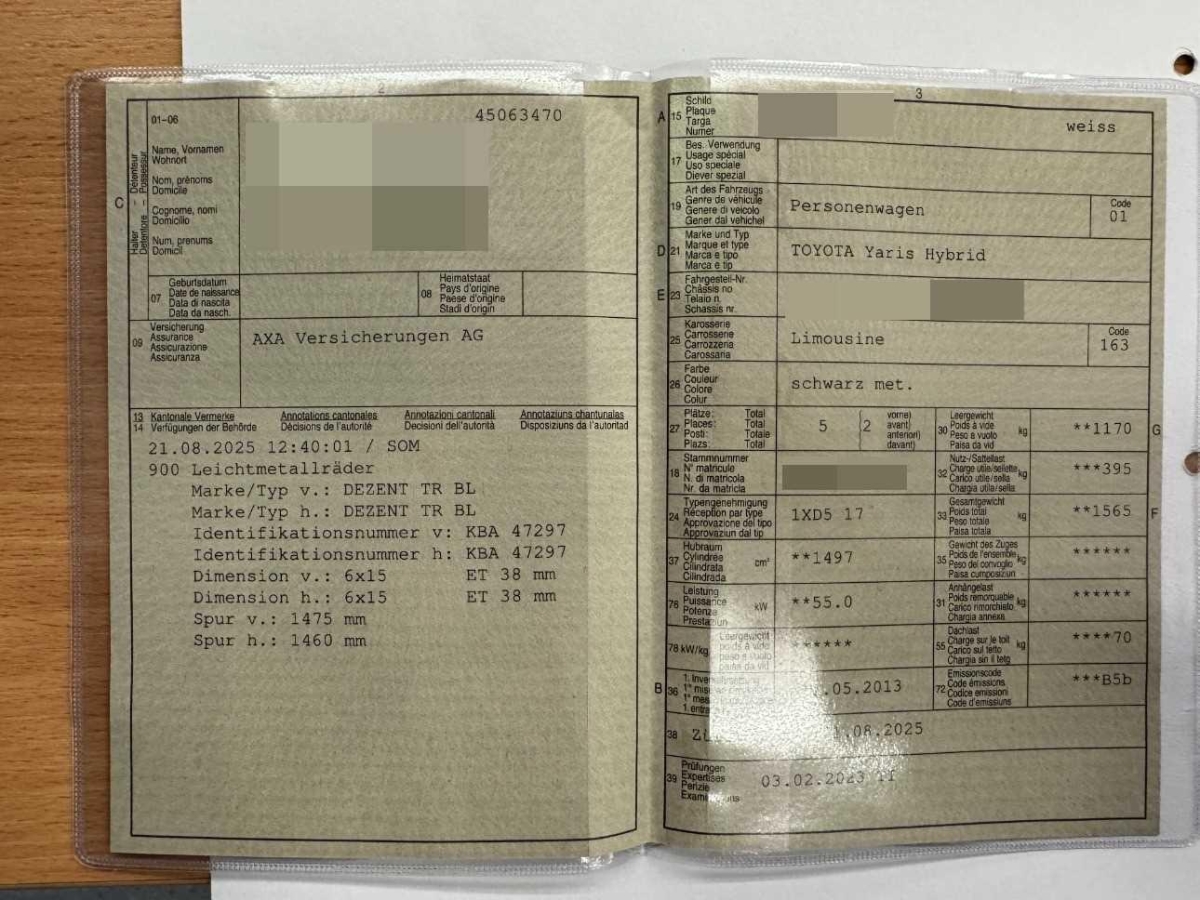 2
01-06
45063470
Name, Vornamen
Wohnort
Nom, prénoms
Domicile
Cognome, nomi
Domicilio
Num, prenums
Domicil
C
Halter – Détenteur
Detentore – Possessur
07
Geburtsdatum
Date de naissance
Data di nascita
Data da nasch.
08
Heimatstaat
Pays d'origine
Paese d'origine
Stadi d'origin
09
Versicherung
Assurance
Assicurazione
Assicuranza
AXA Versicherungen AG
13 Kantonale Vermerke Annotations cantonales Annotazioni cantonali Annotaziuns chantunalas
14 Verfügungen der Behörde Décisions de l'autorité Decisioni dell'autorità Disposiziuns da l'autoritad
21.08.2025 12:40:01 / SOM
900 Leichtmetallräder
Marke/Typ v.: DEZENT TR BL
Marke/Typ h.: DEZENT TR BL
Identifikationsnummer v: KBA 47297
Identifikationsnummer h: KBA 47297
Dimension v.: 6x15 ET 38 mm
Dimension h.: 6x15 ET 38 mm
Spur v.: 1475 mm
Spur h.: 1460 mm
3
A 15
Schild
Plaque
Targa
Numer
weiss
17
Bes. Verwendung
Usage spécial
Uso speciale
Diever spezial
19
Art des Fahrzeugs
Genre de véhicule
Genere di veicolo
Gener dal vehichel
Personenwagen
Code
01
D 21
Marke und Typ
Marque et type
Marca e tipo
Marca e tip
TOYOTA Yaris Hybrid
E 23
Fahrgestell-Nr.
Châssis no
Telaio n.
Schassis nr.
25
Karosserie
Carrosserie
Carrozzeria
Carossaria
Limousine
Code
163
26
Farbe
Couleur
Colore
Colur
schwarz met.
27
Plätze: Total
Places: Total
Posti: Totale
Plazs: Total
5
2
vorne)
avant)
anteriori)
davant)
30
Leergewicht
Poids à vide
Peso a vuoto
Paisa da vid
kg
**1170
G
18
Stammnummer
N° matricule
N. di matricola
Nr. da matricla
32
Nutz-/Sattellast
Charge utile/sellette
Carico utile/sella
Chargia utila/sella
kg
***395
24
Typengenehmigung
Réception par type
Approvazione del tipo
Approvaziun dal tip
1XD5 17
33
Gesamtgewicht
Poids total
Peso totale
Paisa totala
kg
**1565
F
37
Hubraum
Cylindrée
Cilindrata
Cilindrada
cm³
**1497
35
Gewicht des Zuges
Poids de l'ensemble
Peso del convoglio
Paisa cumposiziun
kg
******
76
Leistung
Puissance
Potenza
Prestaziun
kW
**55.0
31
Anhängelast
Poids remorquable
Carico rimorchiato
Chargia annexa
kg
******
78 kW/kg
Leergewicht
poids à vide
peso a vuoto
paisa da vid
******
55
Dachlast
Charge sur le toit
Carico sul tetto
Chargia sin il tetg
kg
****70
B 36
.05.2013
72
Emissionscode
Code émissions
Codice emissioni
Code d'emissiuns
***B5b
38
.08.2025
39
Prüfungen
Expertises
Perizie
03.02.2023